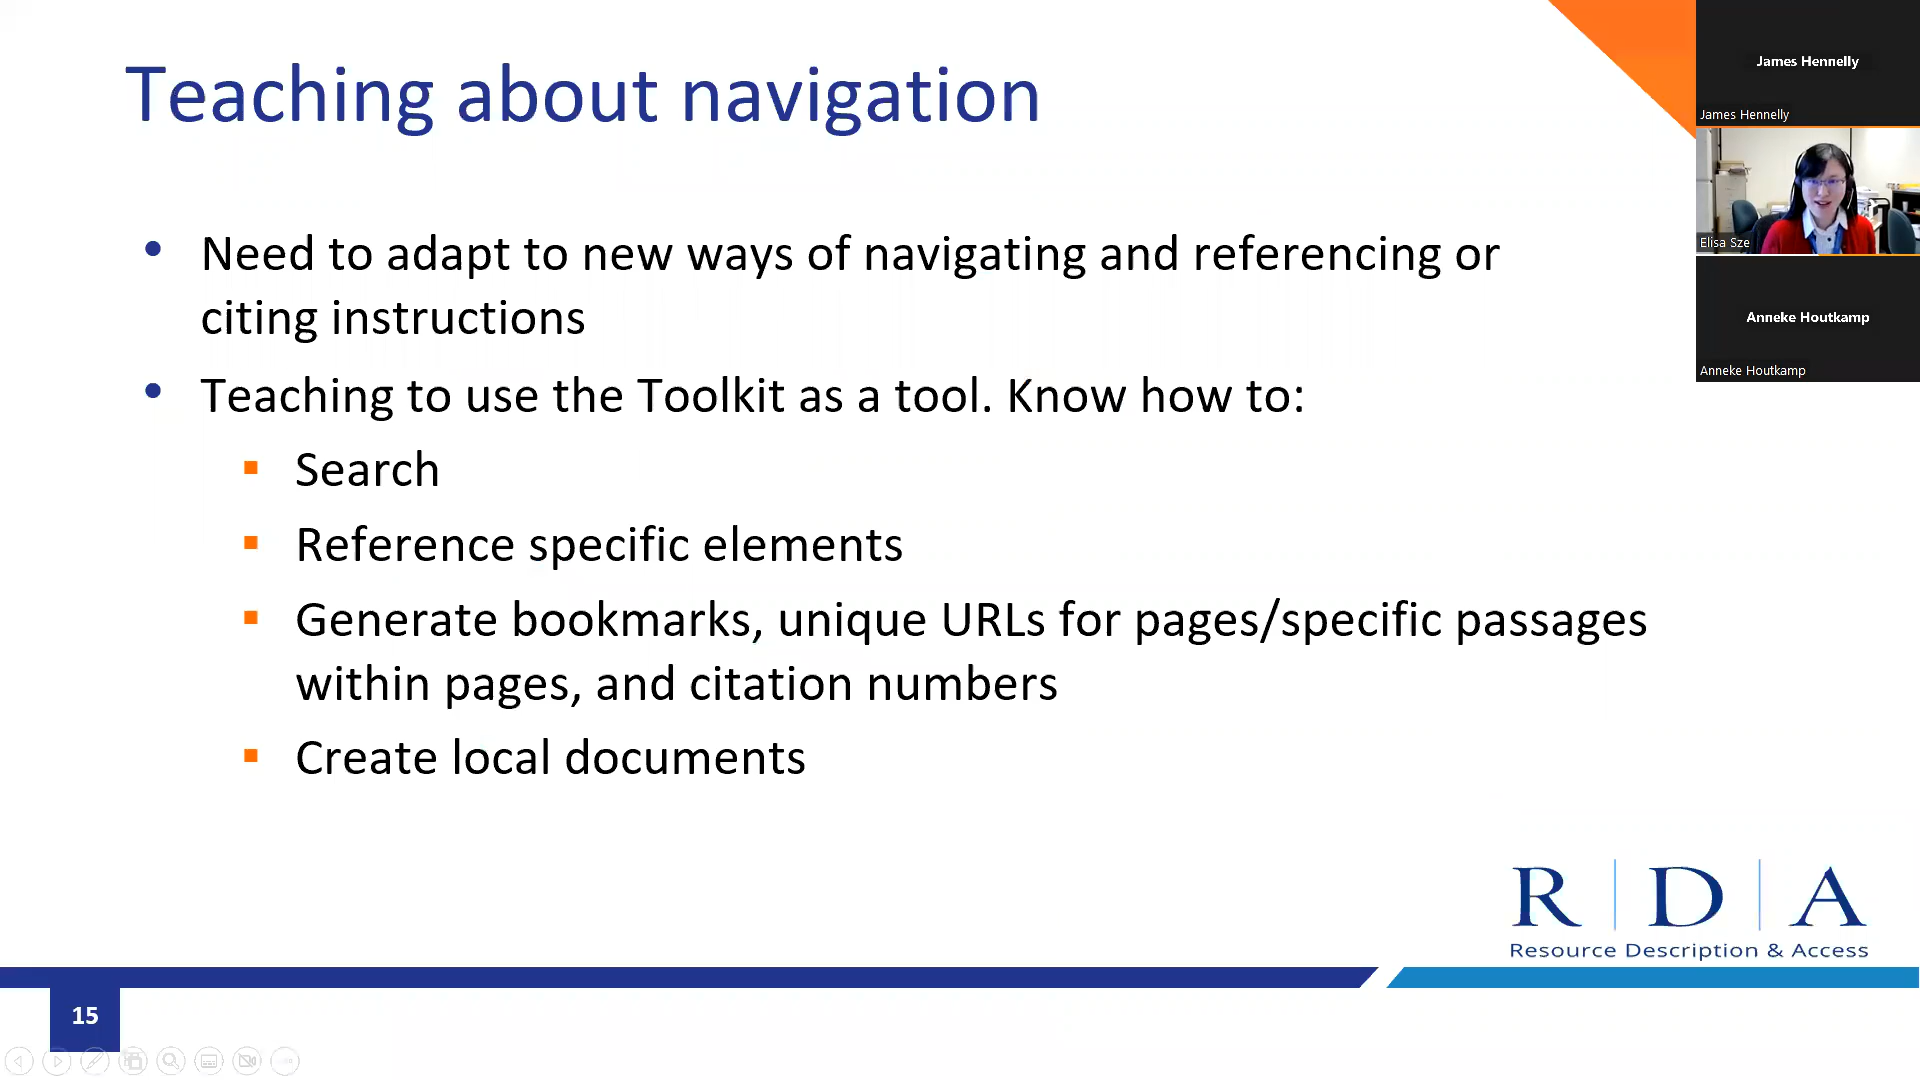 Teaching about navigation
• Need to adapt to new ways of navigating and referencing or
citing instructions
• Teaching to use the Toolkit as a tool. Know how to:
▪ Search
▪ Reference specific elements
▪ Generate bookmarks, unique URLs for pages/specific passages
within pages, and citation numbers
▪ Create local documents
James Hennelly
James Hennelly
Elisa Sze
Anneke Houtkamp
Anneke Houtkamp
R | D | A
Resource Description & Access
15